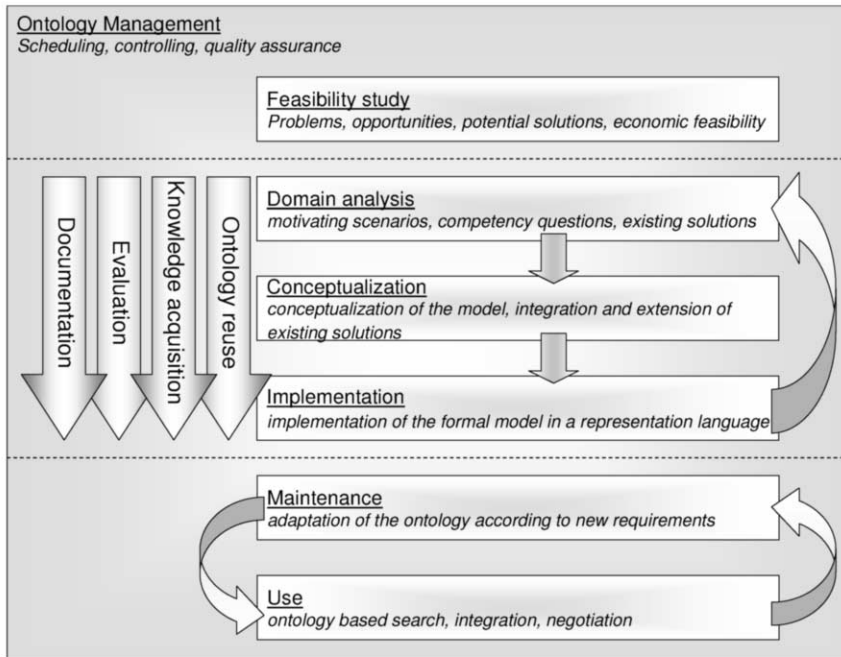 Ontology Management
Scheduling, controlling, quality assurance
Feasibility study
Problems, opportunities, potential solutions, economic feasibility
Documentation
Evaluation
Knowledge acquisition
Ontology reuse
Domain analysis
motivating scenarios, competency questions, existing solutions
Conceptualization
conceptualization of the model, integration and extension of
existing solutions
Implementation
implementation of the formal model in a representation language
Maintenance
adaptation of the ontology according to new requirements
Use
ontology based search, integration, negotiation